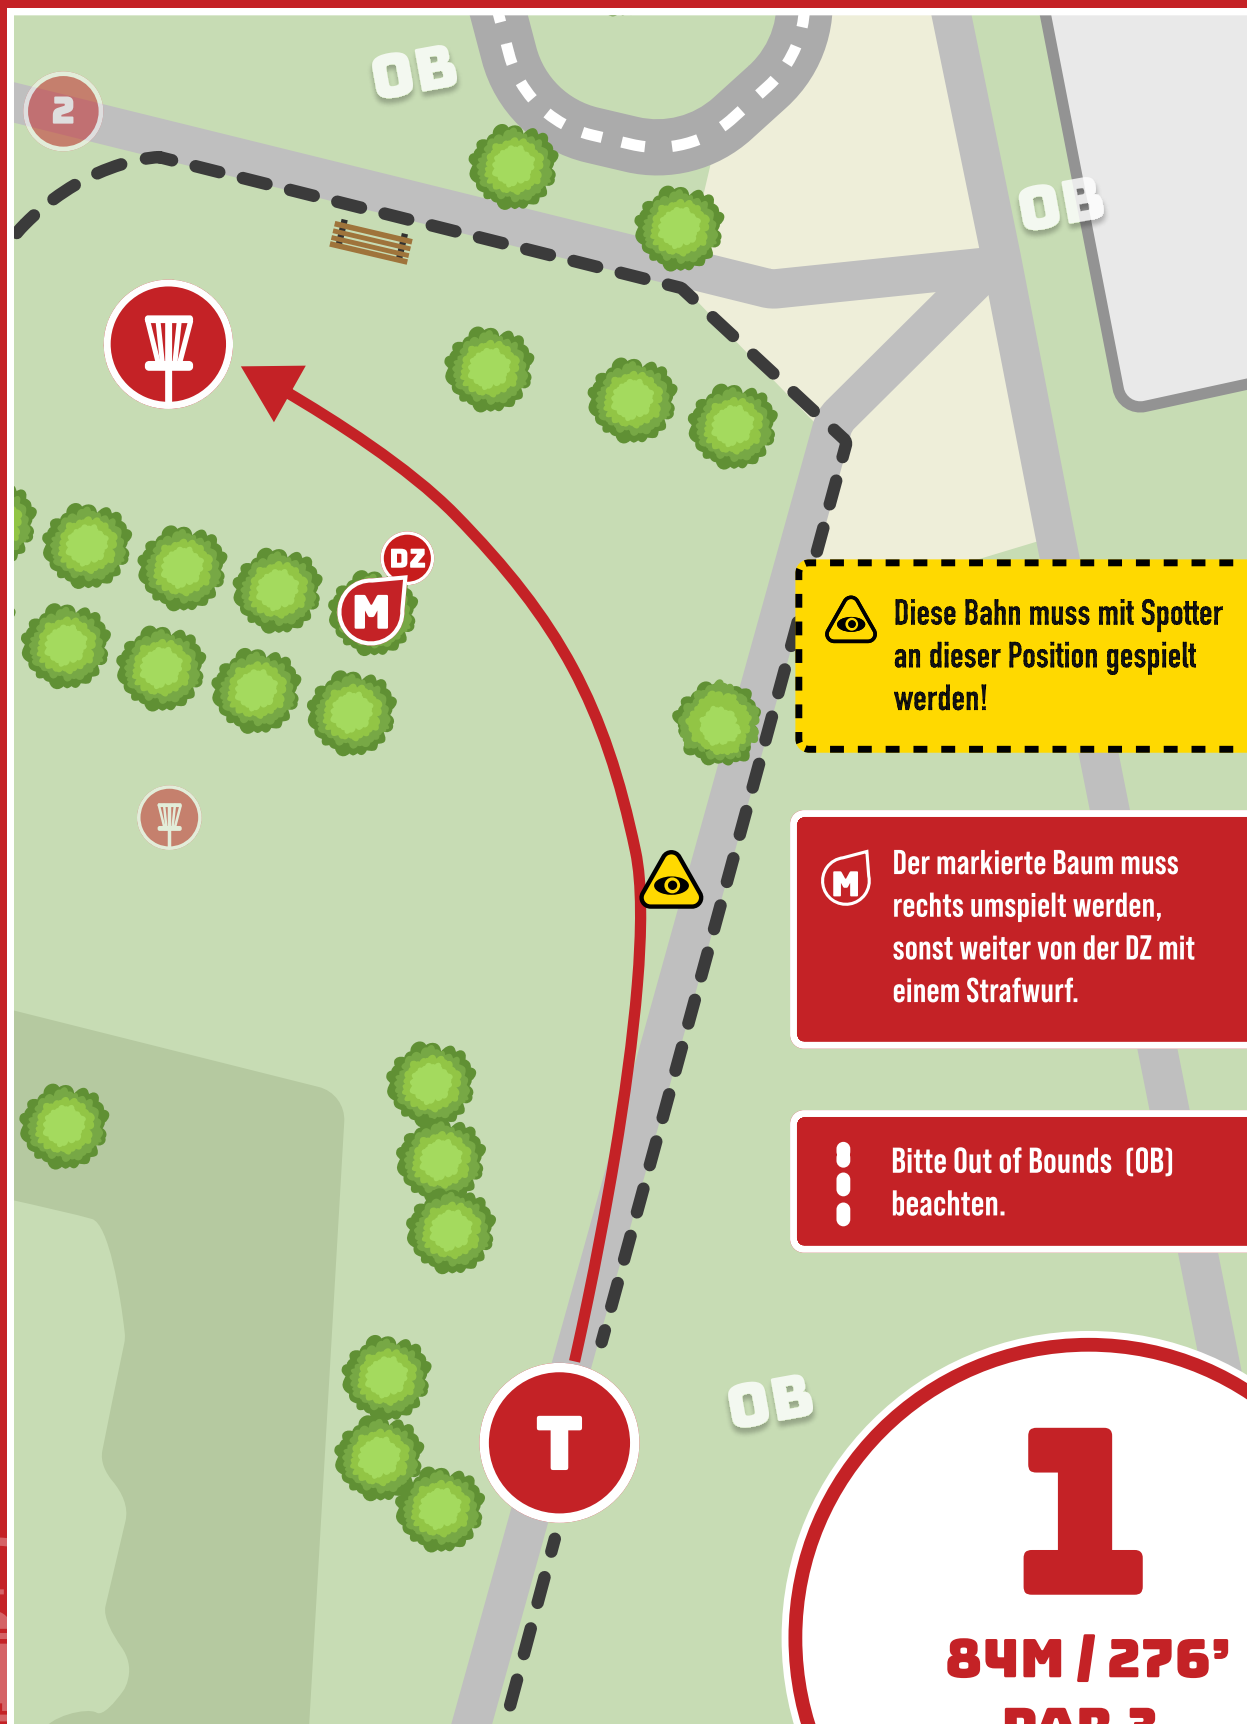 OB
2
OB
DZ
M
Diese Bahn muss mit Spotter
an dieser Position gespielt
werden!
M
Der markierte Baum muss
rechts umspielt werden,
sonst weiter von der DZ mit
einem Strafwurf.
Bitte Out of Bounds (OB)
beachten.
OB
T
1
84M / 276’
PAR 3